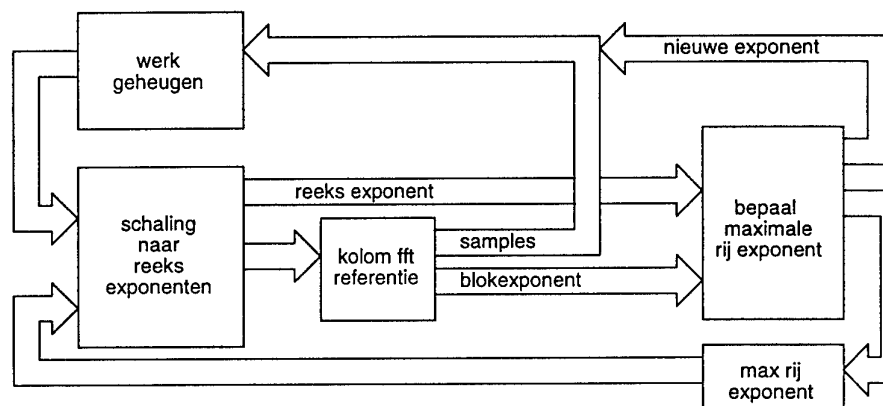 werk
geheugen
nieuwe exponent
reeks exponent
schaling
naar
reeks
exponenten
kolom fft
referentie
samples
blokexponent
bepaal
maximale
rij exponent
max rij
exponent